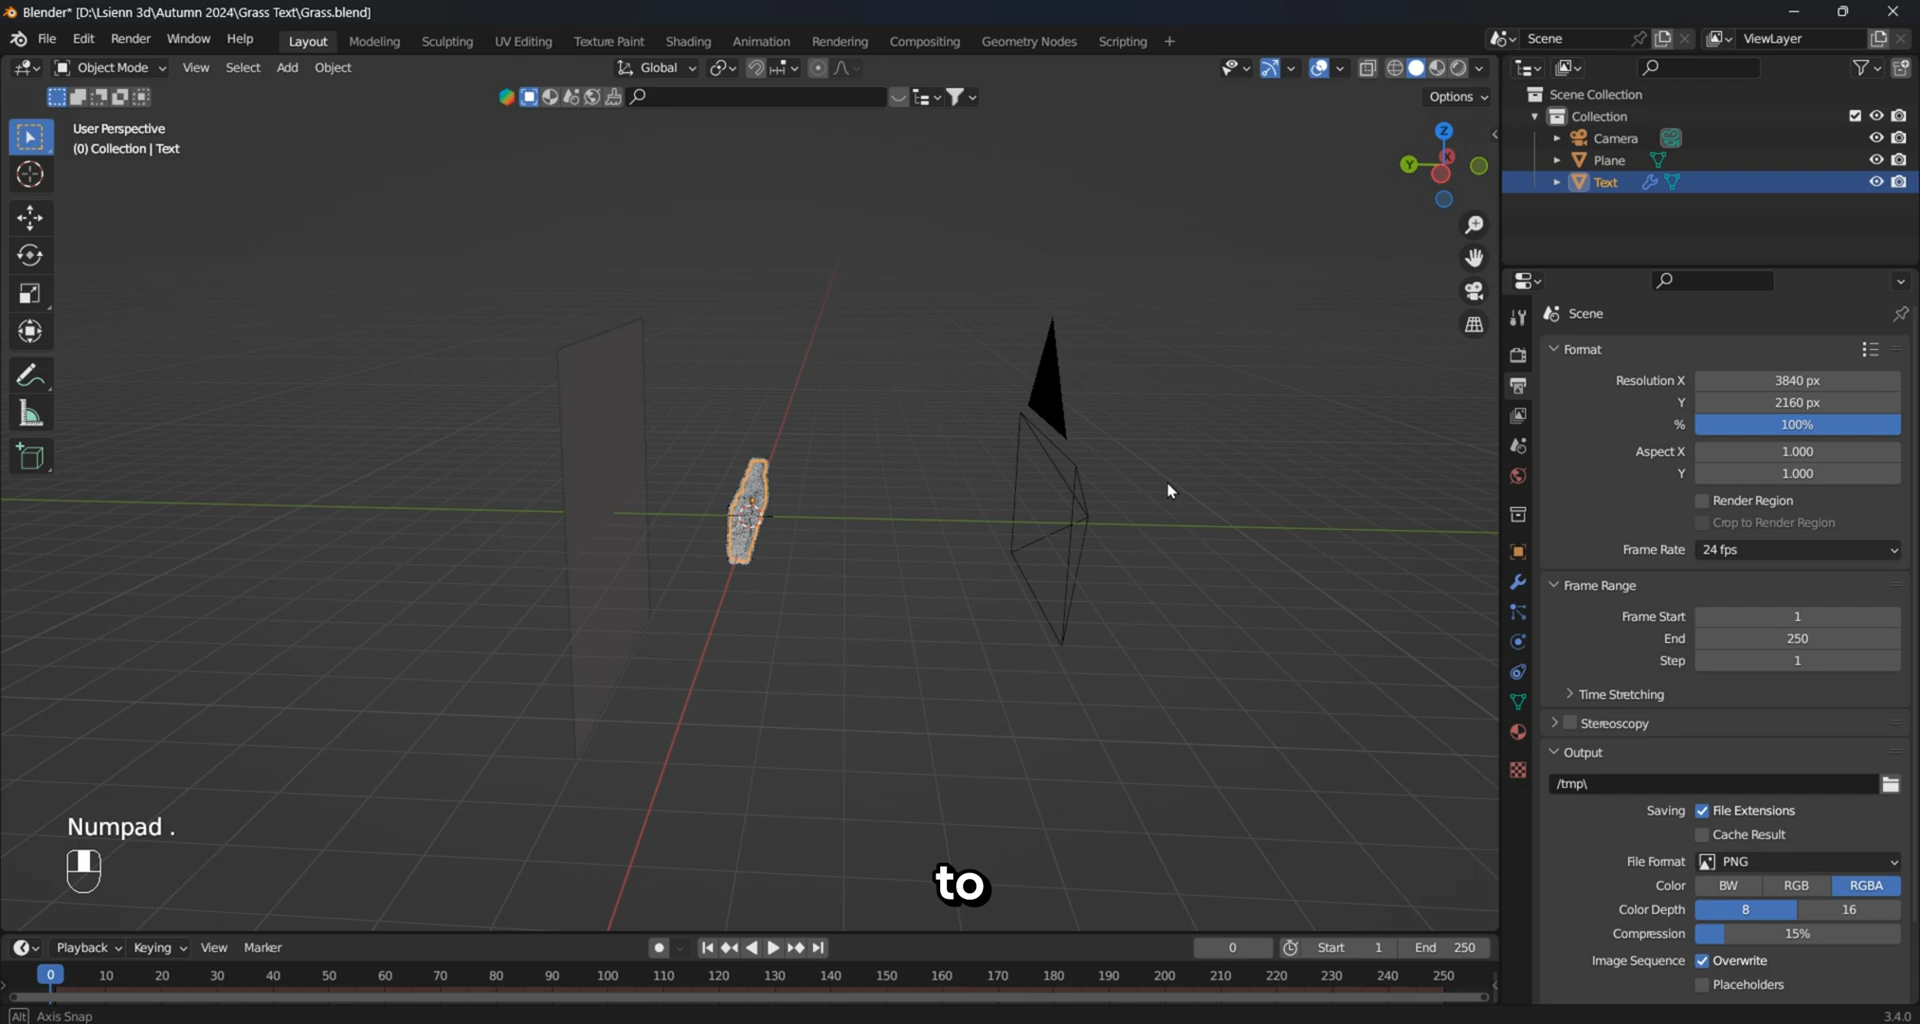 Blender* [D:\Lsienn 3d\Autumn 2024\Grass Text\Grass.blend]
File Edit Render Window Help Layout Modeling Sculpting UV Editing Texture Paint Shading Animation Rendering Compositing Geometry Nodes Scripting + Scene ViewLayer
Object Mode View Select Add Object Global
Options
User Perspective
(0) Collection | Text
Z
Y
X
Scene Collection
Collection
Camera
Plane
Text
Scene
Format
Resolution X 3840 px
Y 2160 px
% 100%
Aspect X 1.000
Y 1.000
Render Region
Crop to Render Region
Frame Rate 24 fps
Frame Range
Frame Start 1
End 250
Step 1
Time Stretching
Stereoscopy
Output
/tmp\
Saving File Extensions
Cache Result
File Format PNG
Color BW RGB RGBA
Color Depth 8 16
Compression 15%
Image Sequence Overwrite
Placeholders
Numpad .
to
Playback Keying View Marker 0 Start 1 End 250
0 10 20 30 40 50 60 70 80 90 100 110 120 130 140 150 160 170 180 190 200 210 220 230 240 250
Alt Axis Snap
3.4.0